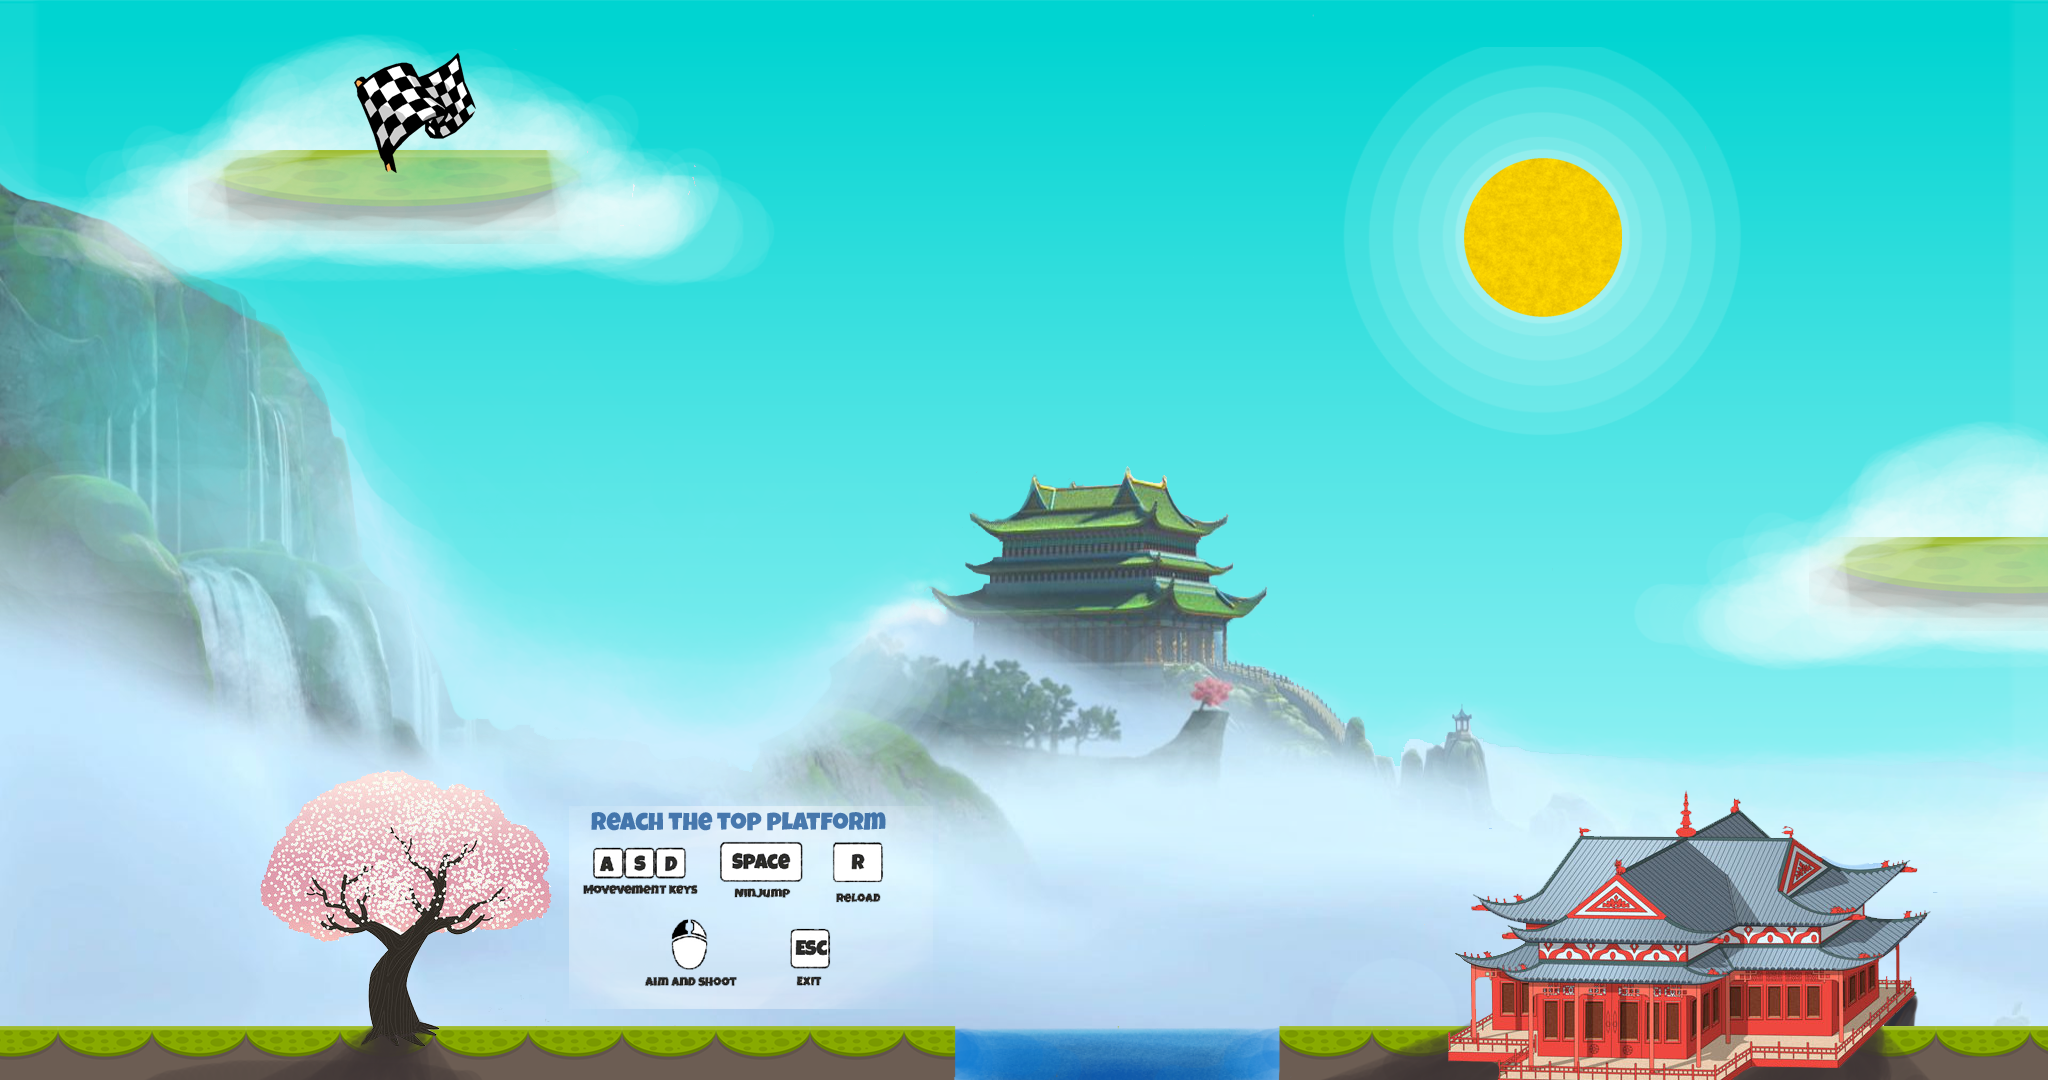 REACH THE TOP PLATFORM
A S D SPACE R
MOVEVEMENT KEYS NINJUMP RELOAD
ESC
AIM AND SHOOT EXIT